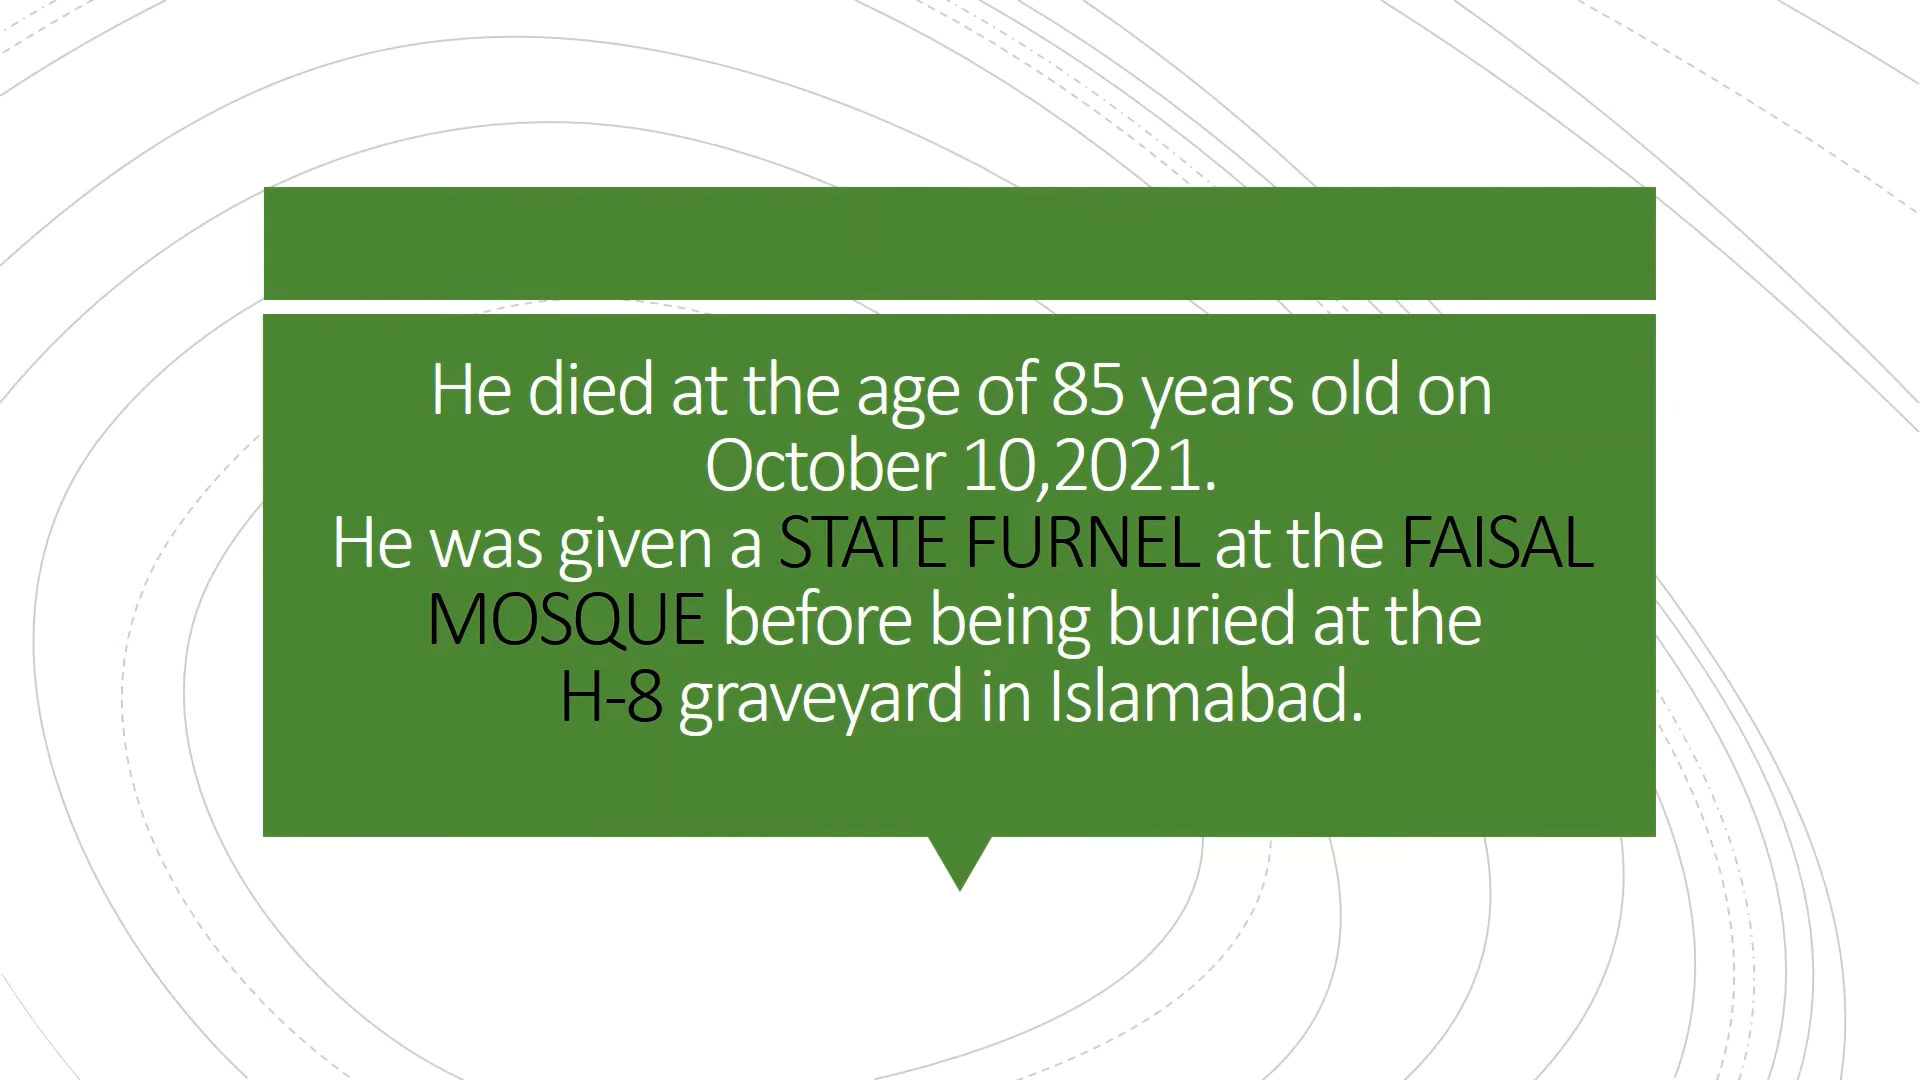 He died at the age of 85 years old on
October 10,2021.
He was given a STATE FURNEL at the FAISAL
MOSQUE before being buried at the
H-8 graveyard in Islamabad.